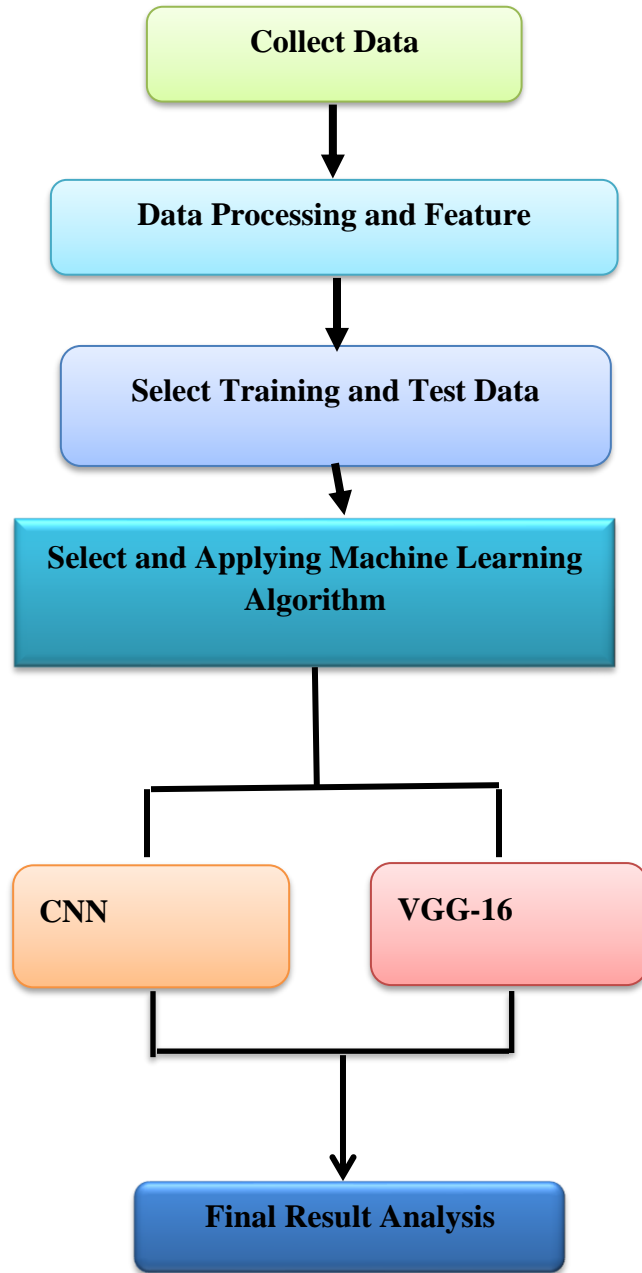 Collect Data
Data Processing and Feature
Select Training and Test Data
Select and Applying Machine Learning
Algorithm
CNN
VGG-16
Final Result Analysis